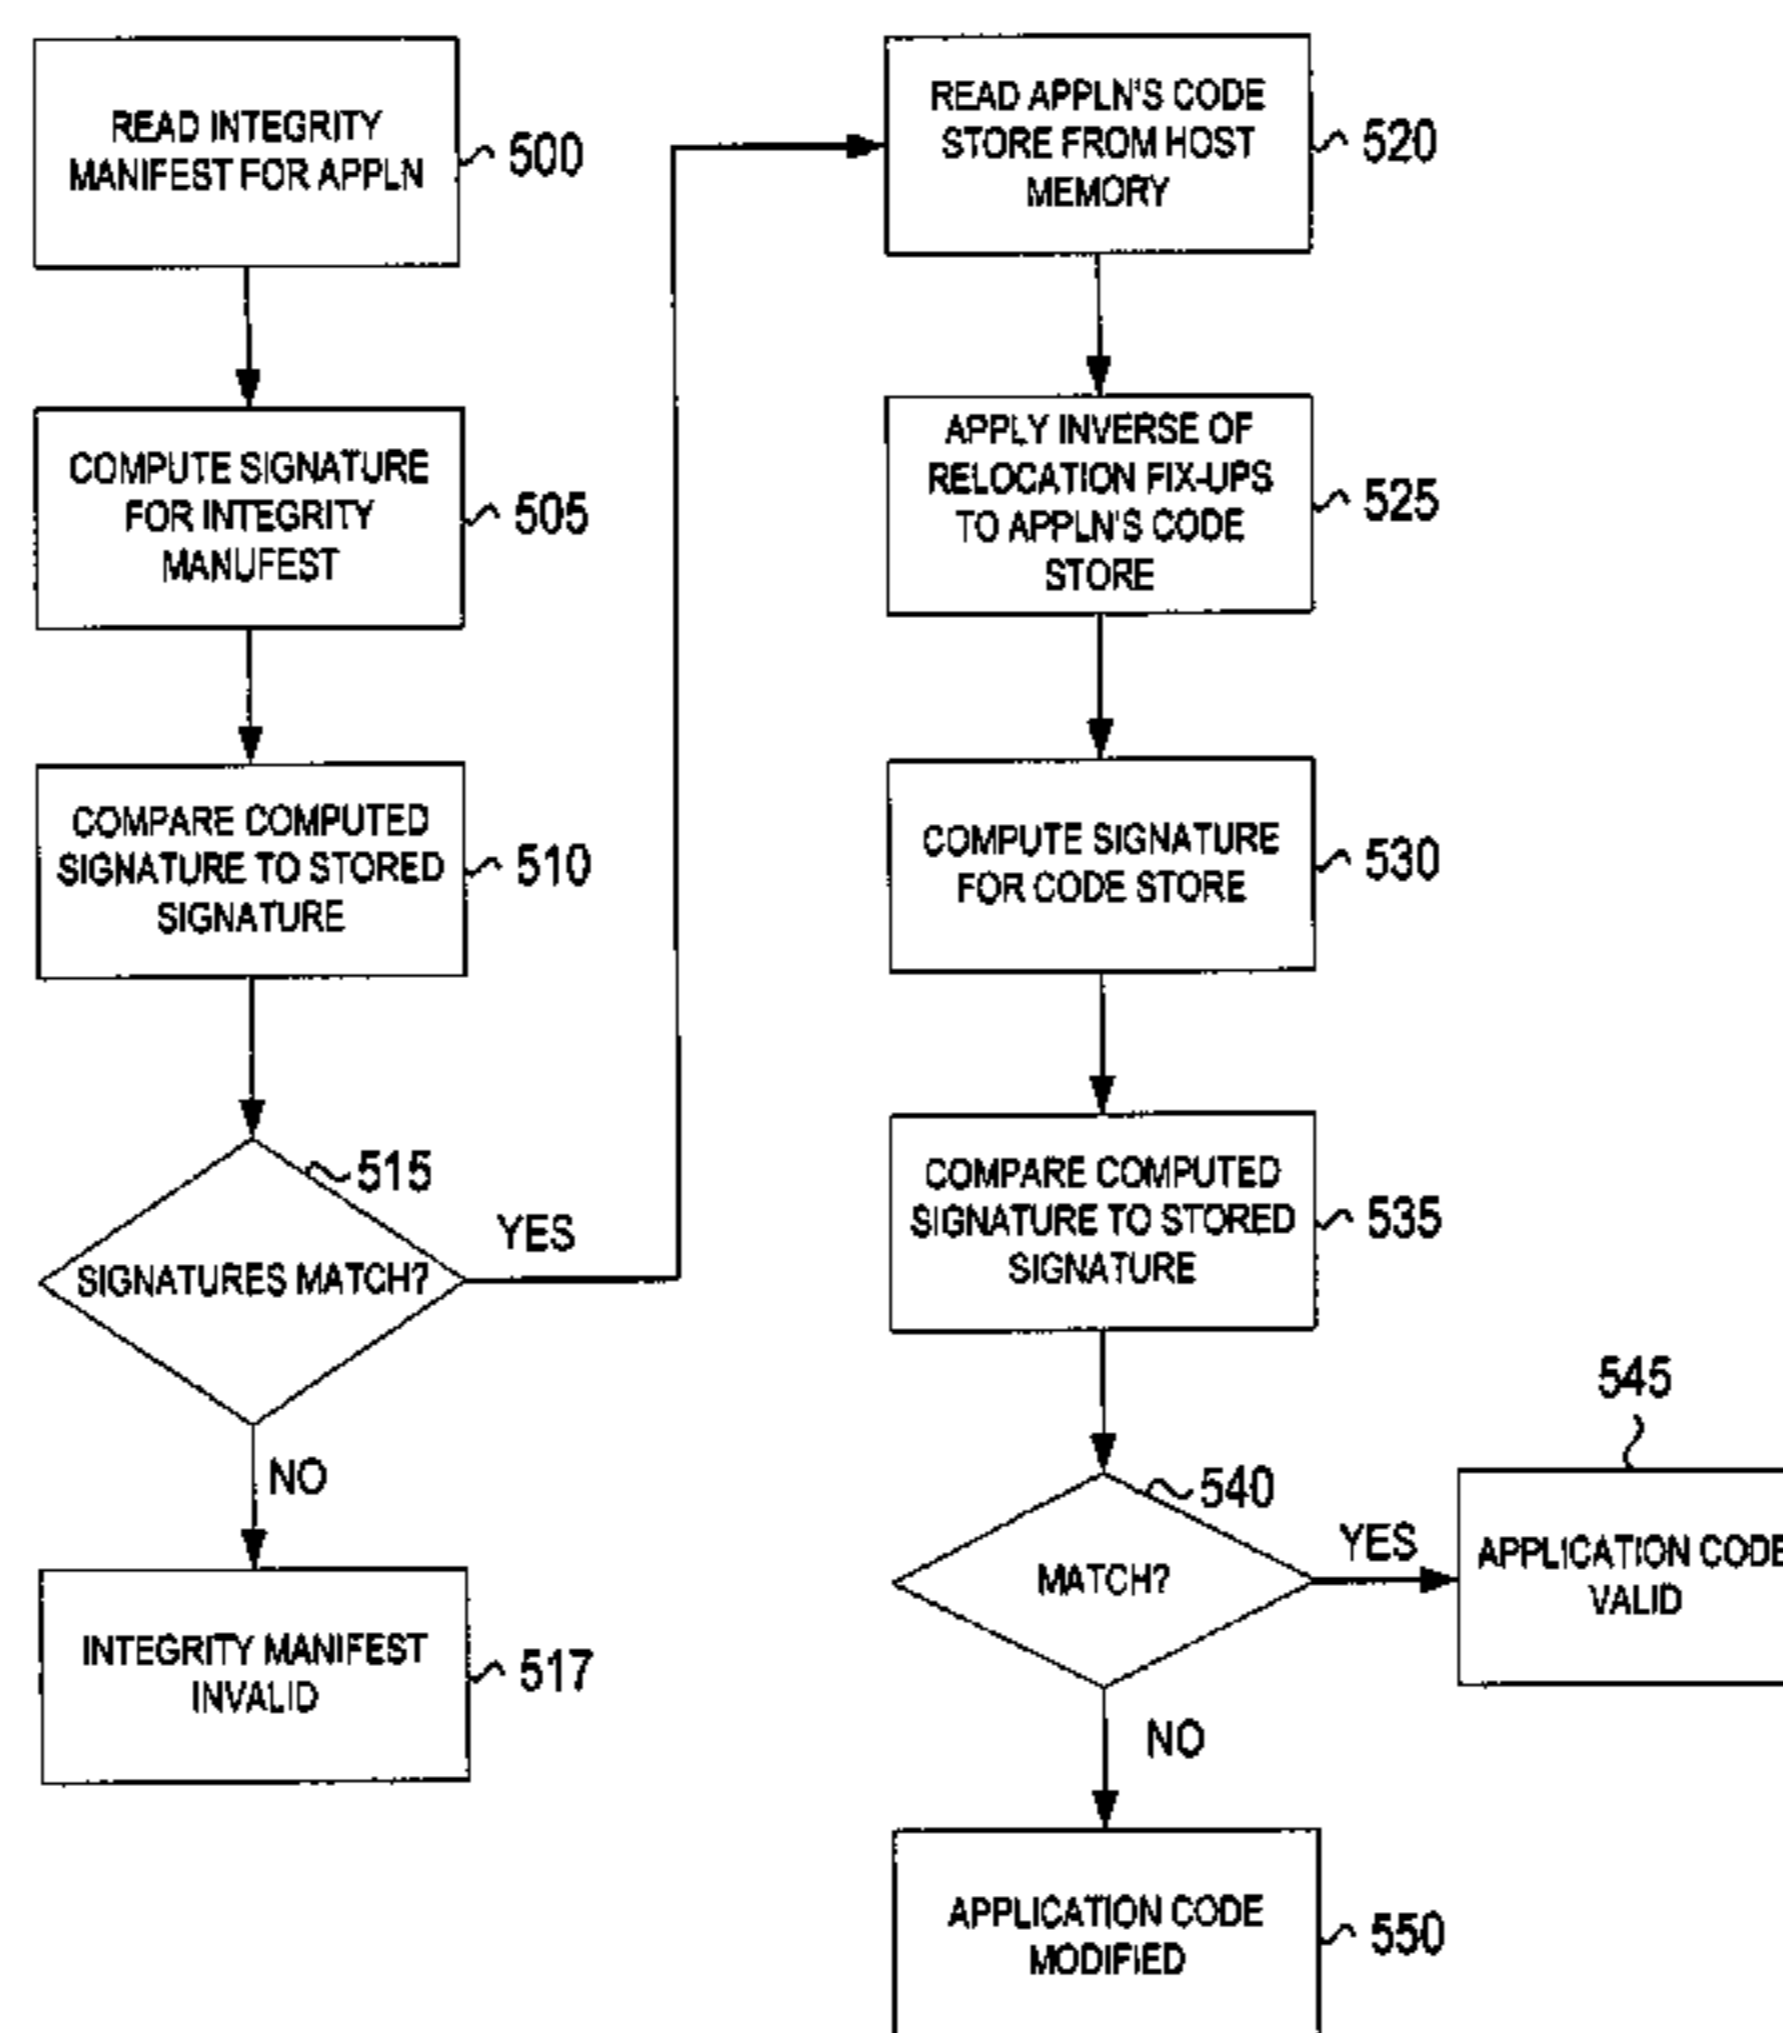 READ INTEGRITY
MANIFEST FOR APPLN
500
COMPUTE SIGNATURE
FOR INTEGRITY
MANUFEST
505
COMPARE COMPUTED
SIGNATURE TO STORED
SIGNATURE
510
515
SIGNATURES MATCH?
YES
NO
INTEGRITY MANIFEST
INVALID
517
READ APPLN'S CODE
STORE FROM HOST
MEMORY
520
APPLY INVERSE OF
RELOCATION FIX-UPS
TO APPLN'S CODE
STORE
525
COMPUTE SIGNATURE
FOR CODE STORE
530
COMPARE COMPUTED
SIGNATURE TO STORED
SIGNATURE
535
540
MATCH?
YES
545
APPLICATION CODE
VALID
NO
APPLICATION CODE
MODIFIED
550